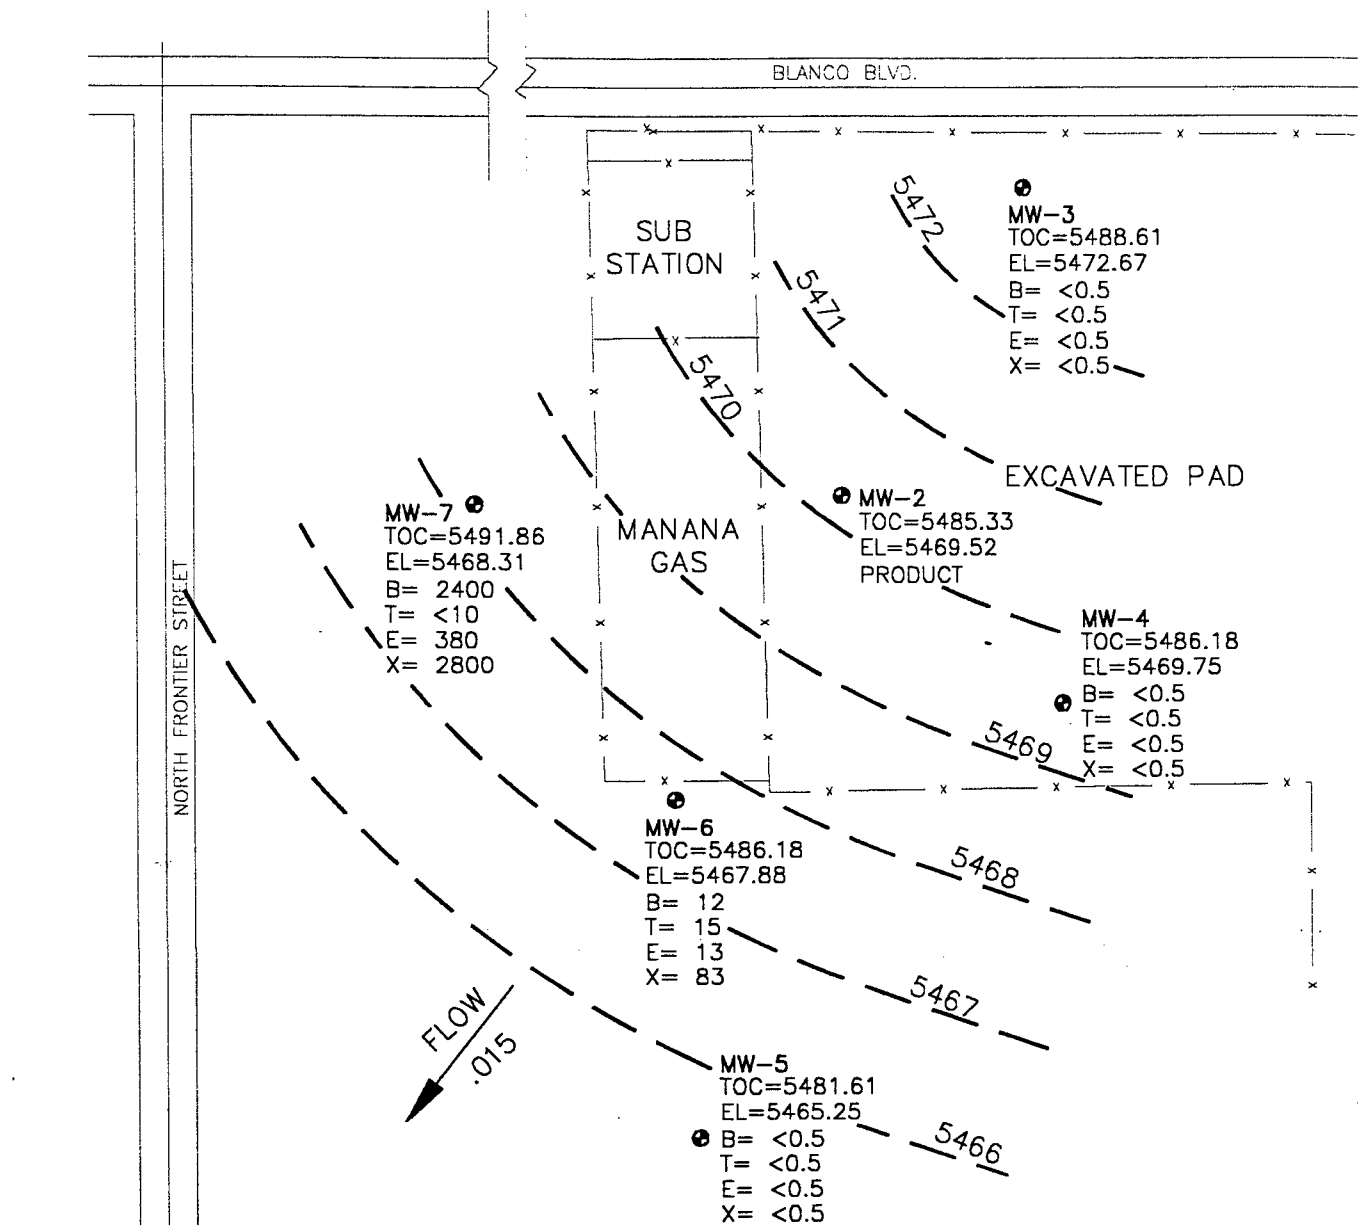 BLANCO BLVD.
5472
MW-3
TOC=5488.61
EL=5472.67
B= <0.5
T= <0.5
E= <0.5
X= <0.5
SUB
STATION
5471
5470
EXCAVATED PAD
MW-2
TOC=5485.33
EL=5469.52
PRODUCT
MW-7
TOC=5491.86
EL=5468.31
B= 2400
T= <10
E= 380
X= 2800
MANANA
GAS
NORTH FRONTIER STREET
MW-4
TOC=5486.18
EL=5469.75
B= <0.5
T= <0.5
E= <0.5
X= <0.5
5469
MW-6
TOC=5486.18
EL=5467.88
B= 12
T= 15
E= 13
X= 83
5468
5467
FLOW
.015
MW-5
TOC=5481.61
EL=5465.25
B= <0.5
T= <0.5
E= <0.5
X= <0.5
5466